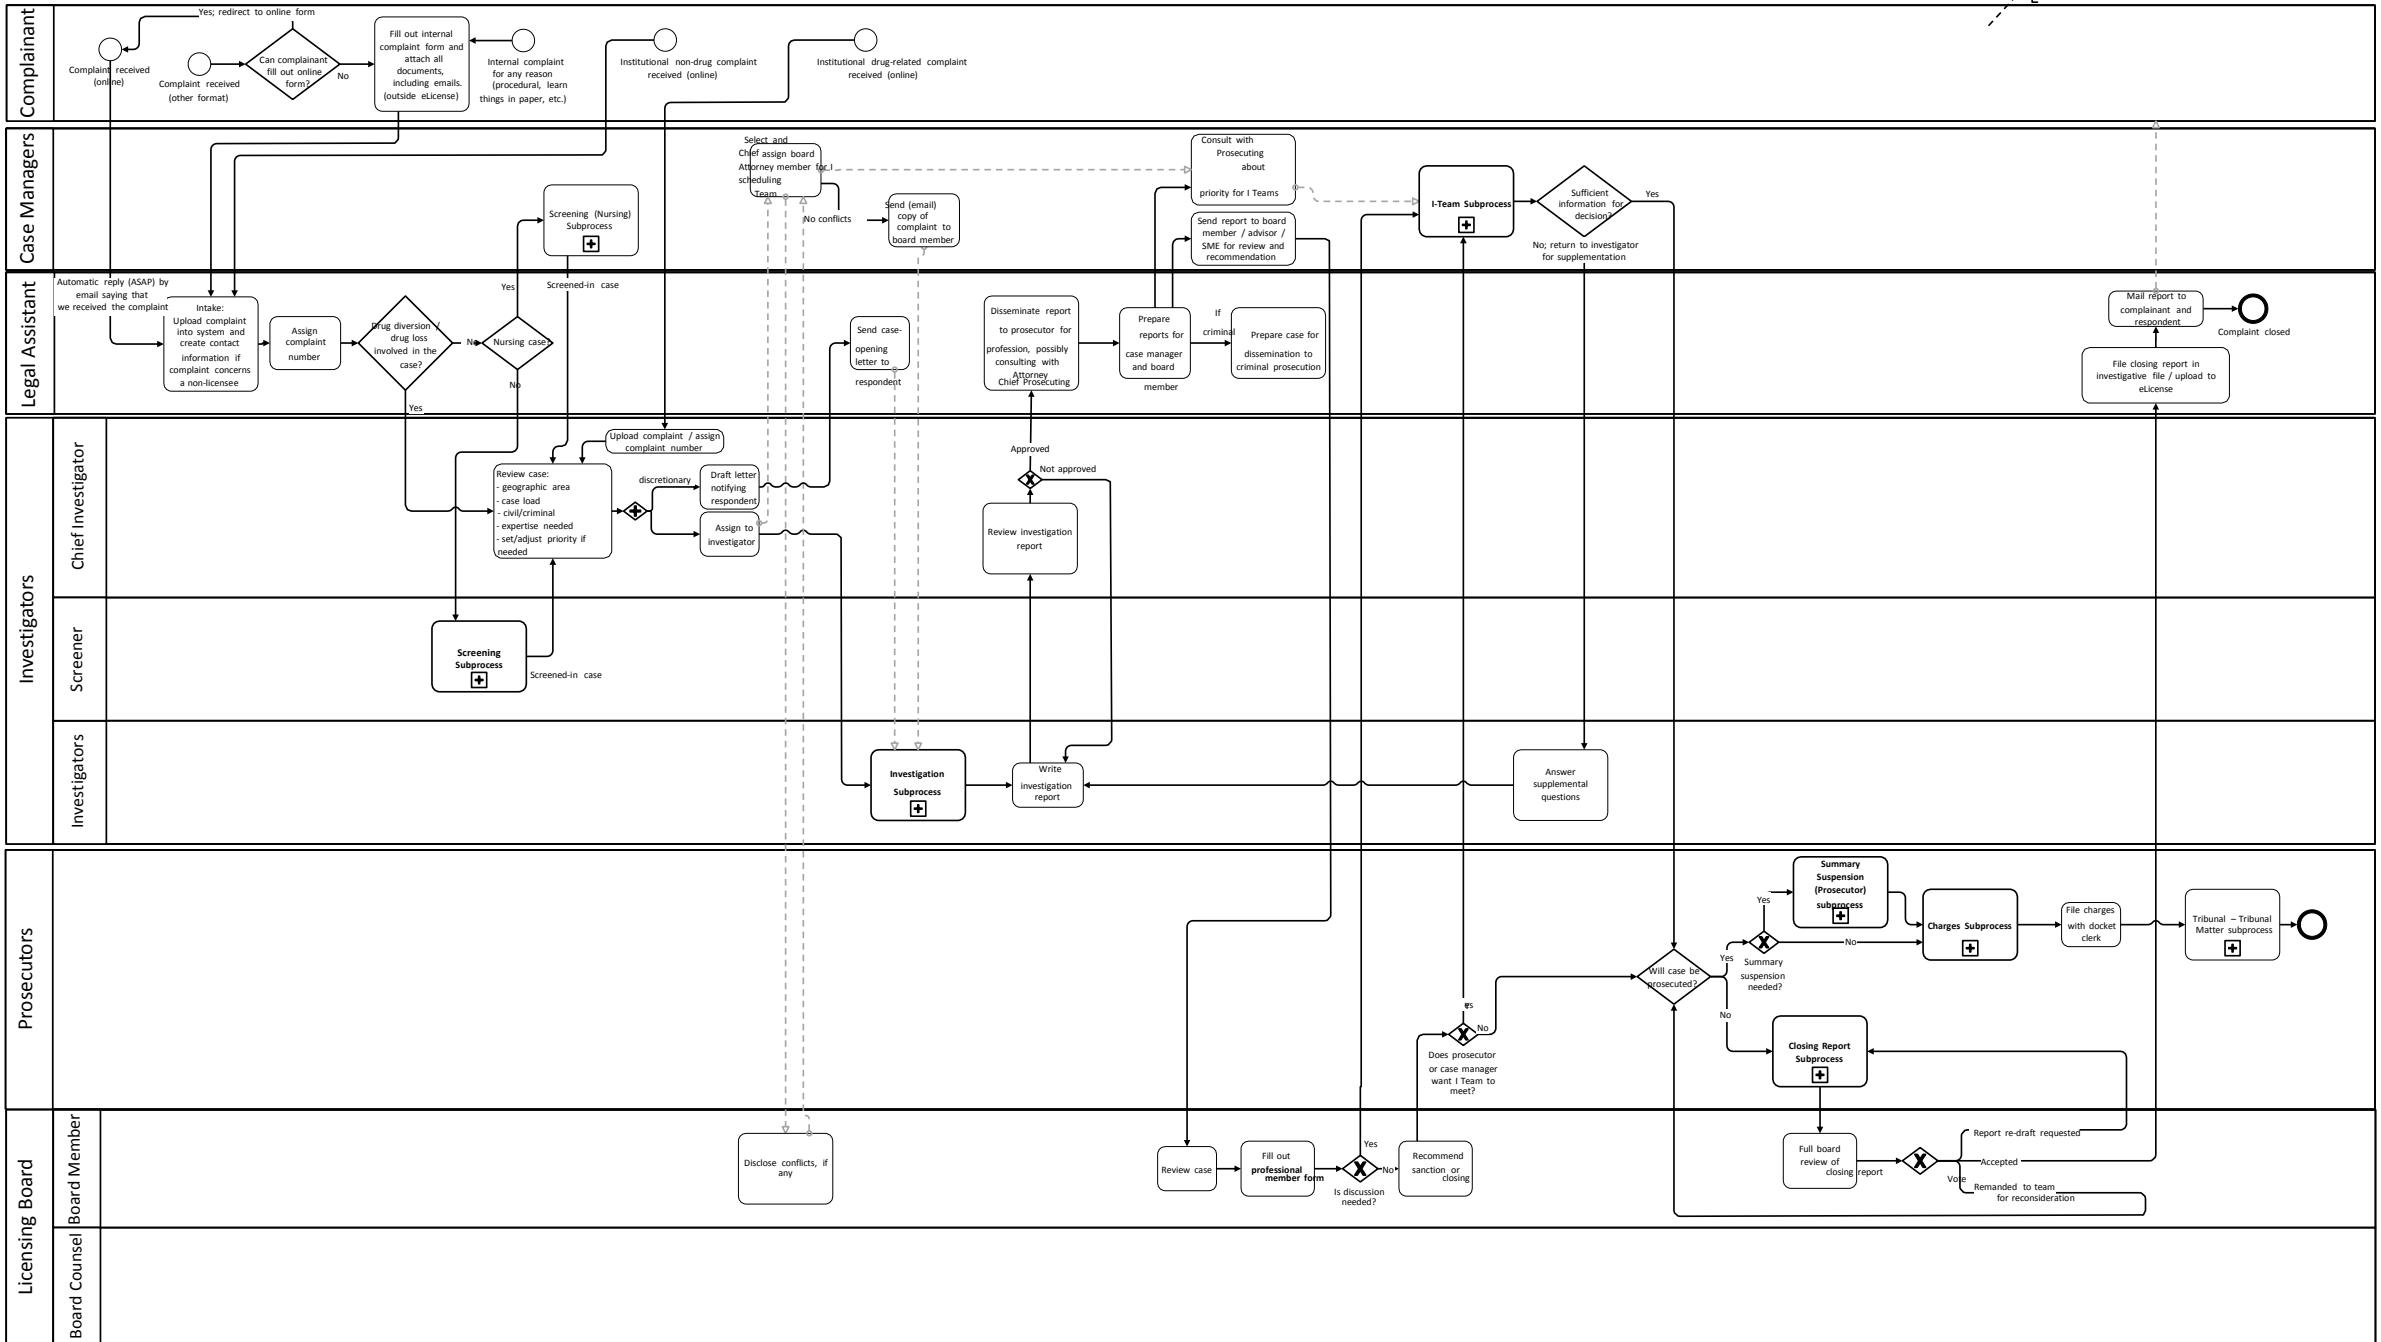 Complainant
Yes; redirect to online form
Complaint received
(online)
Complaint received
(other format)
Can complainant
fill out online
form?
No
Fill out internal
complaint form and
attach all
documents,
including emails.
(outside eLicense)
Internal complaint
for any reason
(procedural, learn
things in paper, etc.)
Institutional non-drug complaint
received (online)
Institutional drug-related complaint
received (online)
Case Managers
Screening (Nursing)
Subprocess
Select and
Chief assign board
Attorney member for I
scheduling
Team
No conflicts
Send (email)
copy of
complaint to
board member
Consult with
Prosecuting
about
priority for I Teams
Send report to board
member / advisor /
SME for review and
recommendation
I-Team Subprocess
Sufficient
information for
decision?
Yes
No; return to investigator
for supplementation
Legal Assistant
Automatic reply (ASAP) by
email saying that
we received the complaint
Intake:
Upload complaint
into system and
create contact
information if
complaint concerns
a non-licensee
Assign
complaint
number
Drug diversion /
drug loss
involved in the
case?
No
Yes
Nursing case?
Yes
No
Screened-in case
Send case-
opening
letter to
respondent
Disseminate report
to prosecutor for
profession, possibly
consulting with
Attorney
Chief Prosecuting
Prepare
reports for
case manager
and board
member
If
criminal
Prepare case for
dissemination to
criminal prosecution
Mail report to
complainant and
respondent
Complaint closed
File closing report in
investigative file / upload to
eLicense
Investigators
Chief Investigator
Upload complaint / assign
complaint number
Review case:
- geographic area
- case load
- civil/criminal
- expertise needed
- set/adjust priority if
needed
discretionary
Draft letter
notifying
respondent
Assign to
investigator
Approved
Not approved
Review investigation
report
Screener
Screening
Subprocess
Screened-in case
Investigators
Investigation
Subprocess
Write
investigation
report
Answer
supplemental
questions
Prosecutors
es
No
Does prosecutor
or case manager
want I Team to
meet?
Will case be
prosecuted?
Yes
No
Yes
Summary
suspension
needed?
No
Summary
Suspension
(Prosecutor)
subprocess
Charges Subprocess
File charges
with docket
clerk
Tribunal – Tribunal
Matter subprocess
Closing Report
Subprocess
Licensing Board
Board Member
Disclose conflicts, if
any
Review case
Fill out
professional
member form
Yes
No
Is discussion
needed?
Recommend
sanction or
closing
Full board
review of
closing report
Vote
Report re-draft requested
Accepted
Remanded to team
for reconsideration
Board Counsel